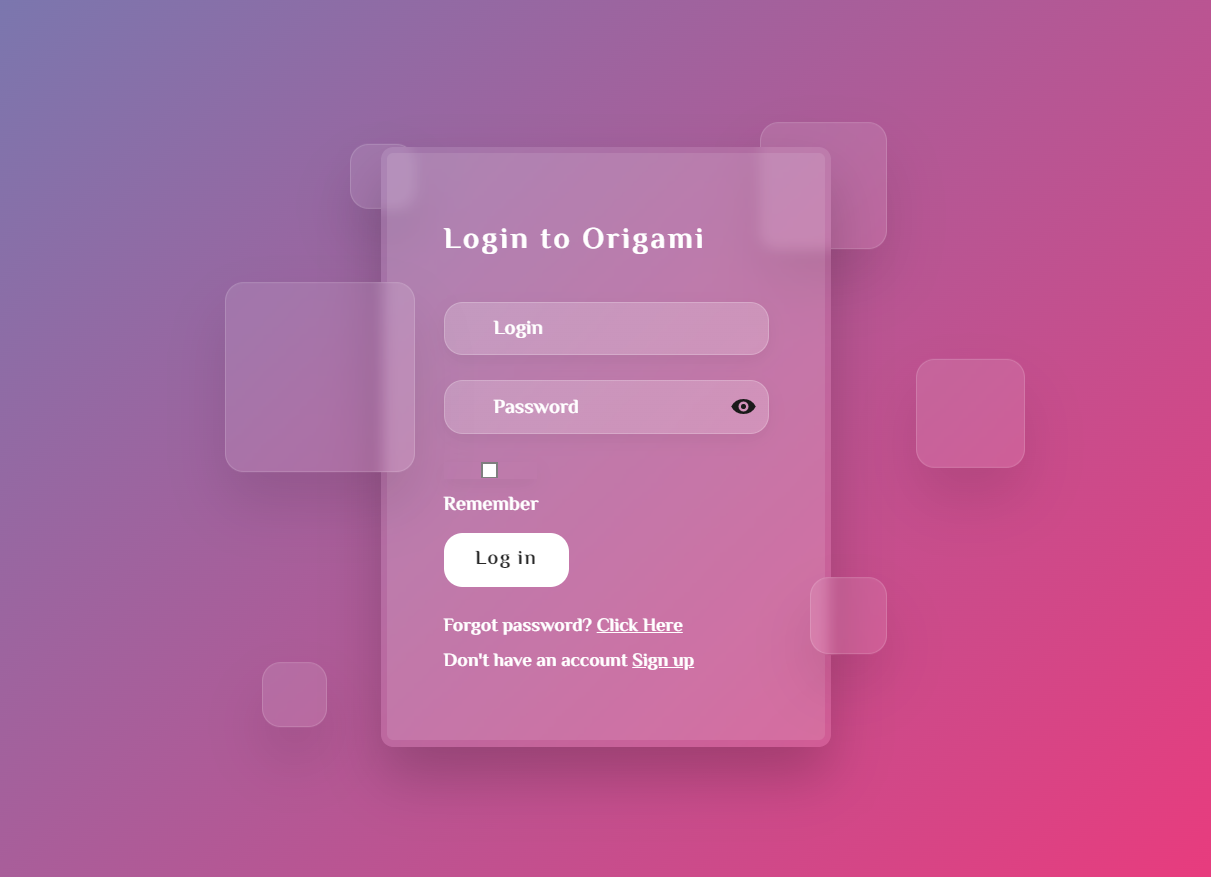 Login to Origami
Login
Password
Remember
Log in
Forgot password? Click Here
Don't have an account Sign up